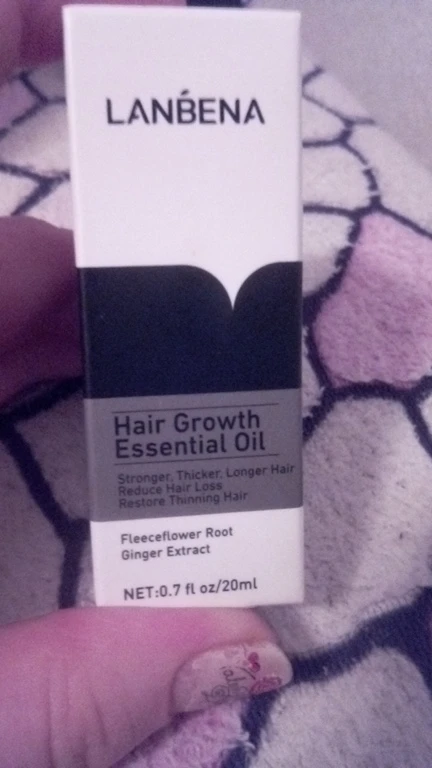 LANBENA
Hair Growth
Essential Oil
Stronger, Thicker, Longer Hair
Reduce Hair Loss
Restore Thinning Hair
Fleeceflower Root
Ginger Extract
NET:0.7 fl oz/20ml